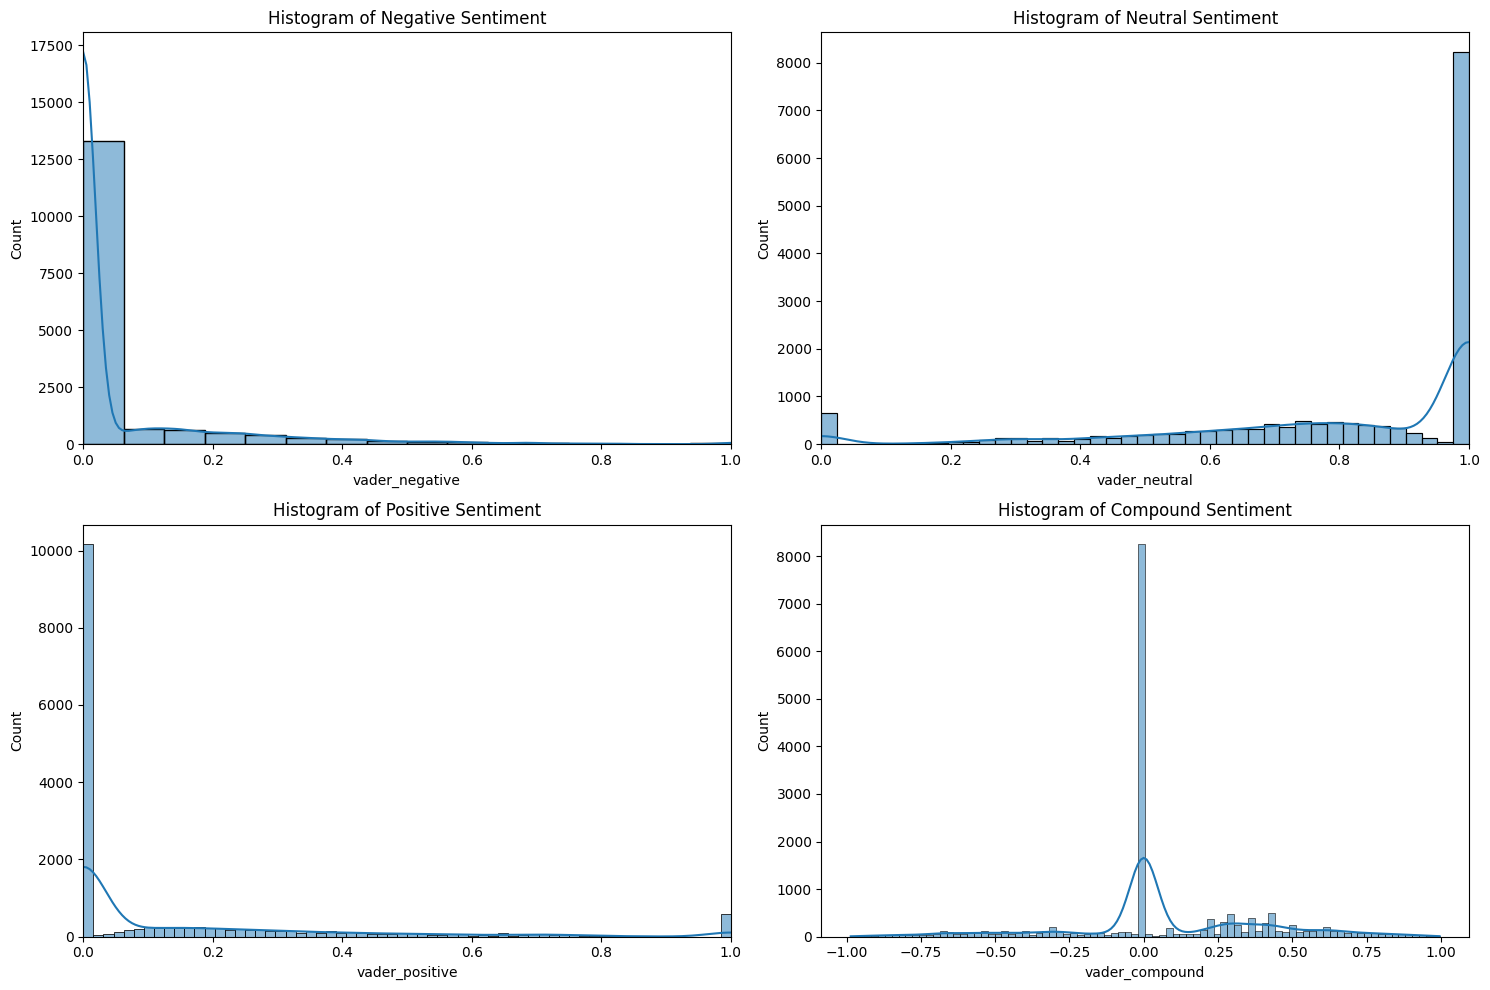 Histogram of Negative Sentiment
17500
15000
12500
10000
7500
5000
2500
0
Count
0.0 0.2 0.4 0.6 0.8 1.0
vader_negative
Histogram of Neutral Sentiment
8000
7000
6000
5000
4000
3000
2000
1000
0
Count
0.0 0.2 0.4 0.6 0.8 1.0
vader_neutral
Histogram of Positive Sentiment
10000
8000
6000
4000
2000
0
Count
0.0 0.2 0.4 0.6 0.8 1.0
vader_positive
Histogram of Compound Sentiment
8000
7000
6000
5000
4000
3000
2000
1000
0
Count
−1.00 −0.75 −0.50 −0.25 0.00 0.25 0.50 0.75 1.00
vader_compound